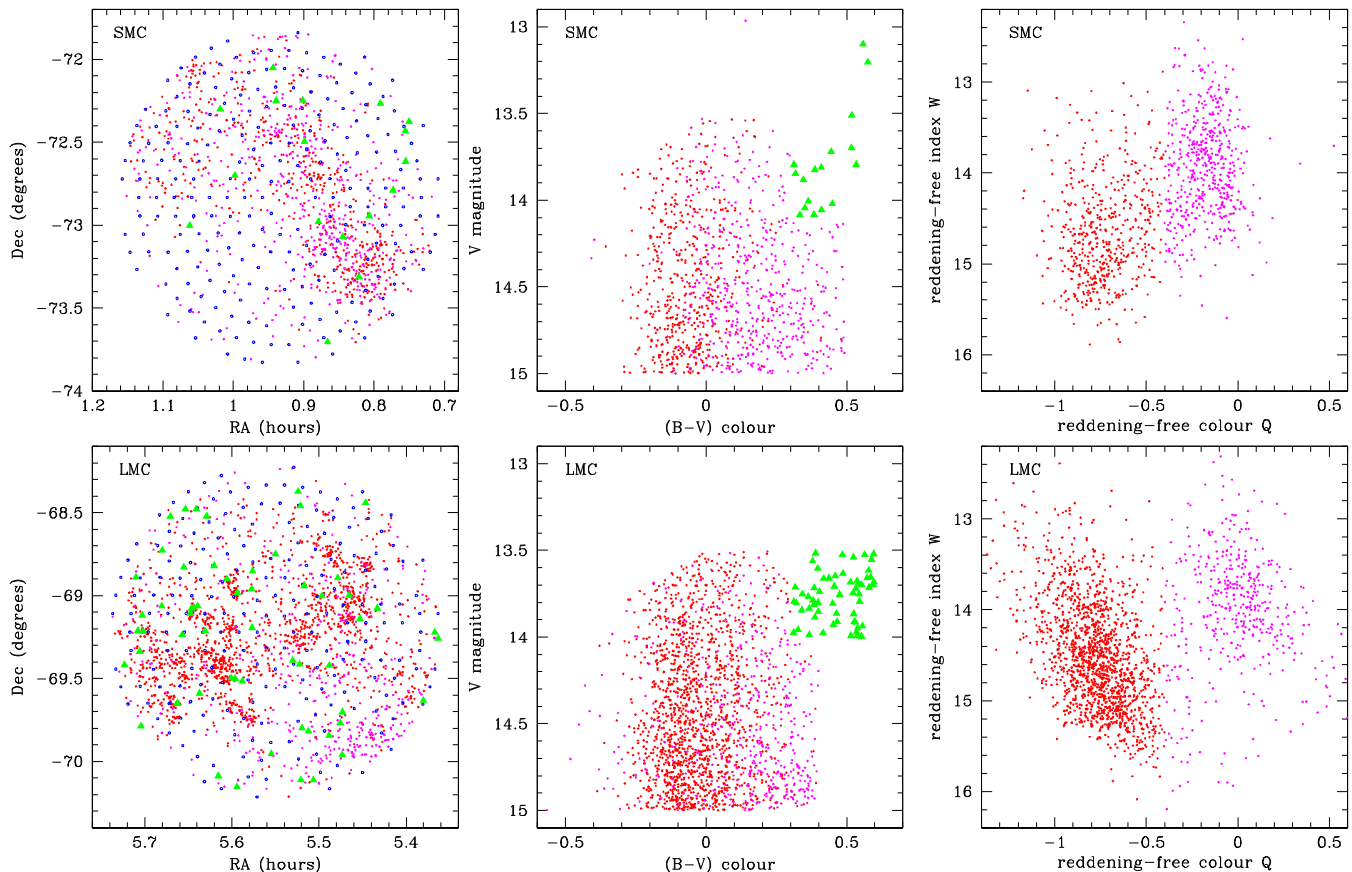 SMC
−72
−72.5
−73
−73.5
−74
Dec (degrees)
1.2 1.1 1 0.9 0.8 0.7
RA (hours)
SMC
13
13.5
14
14.5
15
V magnitude
−0.5 0 0.5
(B−V) colour
SMC
13
14
15
16
reddening−free index W
−1 −0.5 0 0.5
reddening−free colour Q
LMC
−68.5
−69
−69.5
−70
Dec (degrees)
5.7 5.6 5.5 5.4
RA (hours)
LMC
13
13.5
14
14.5
15
V magnitude
−0.5 0 0.5
(B−V) colour
LMC
13
14
15
16
reddening−free index W
−1 −0.5 0 0.5
reddening−free colour Q